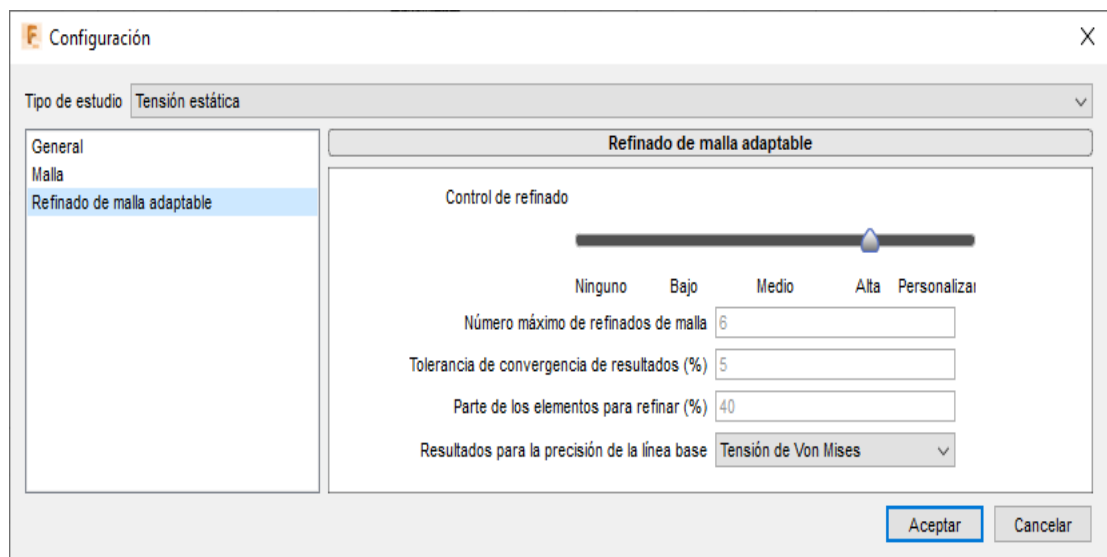 Configuración
Tipo de estudio Tensión estática
General
Malla
Refinado de malla adaptable
Refinado de malla adaptable
Control de refinado
Ninguno Bajo Medio Alta Personalizar
Número máximo de refinados de malla 6
Tolerancia de convergencia de resultados (%) 5
Parte de los elementos para refinar (%) 40
Resultados para la precisión de la línea base Tensión de Von Mises
Aceptar Cancelar